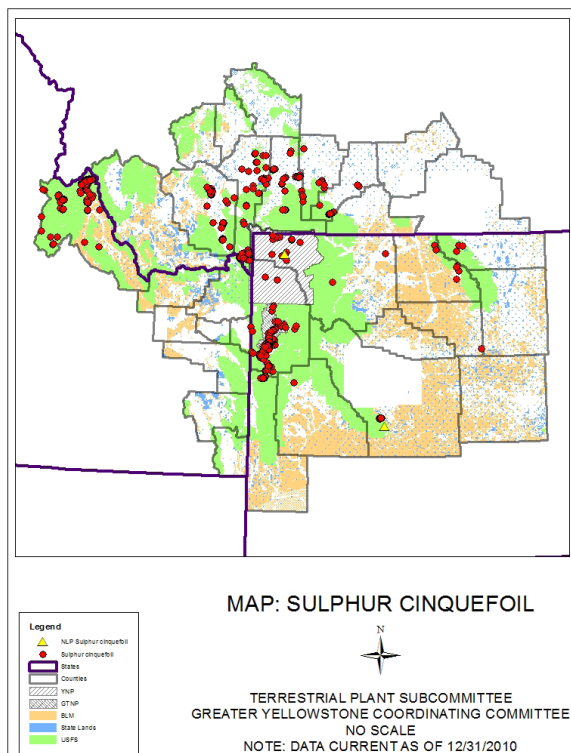 MAP: SULPHUR CINQUEFOIL
N
Legend
NLP Sulphur cinquefoil
Sulphur cinquefoil
States
Counties
YNP
GTNP
BLM
State Lands
USFS
TERRESTRIAL PLANT SUBCOMMITTEE
GREATER YELLOWSTONE COORDINATING COMMITTEE
NO SCALE
NOTE: DATA CURRENT AS OF 12/31/2010